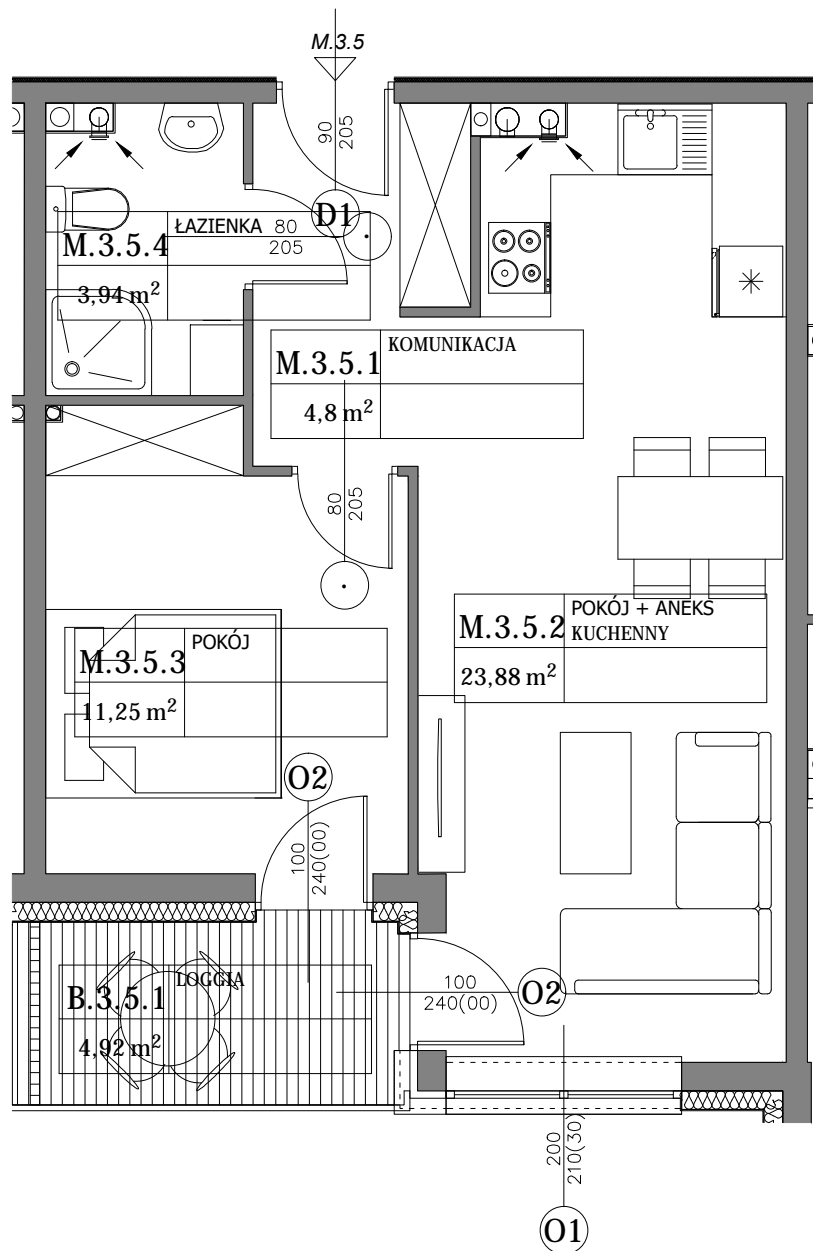 M.3.5
90
205
D1
M.3.5.4
ŁAZIENKA
3,94 m²
80
205
M.3.5.1
KOMUNIKACJA
4,8 m²
80
205
M.3.5.2
POKÓJ + ANEKS
KUCHENNY
23,88 m²
M.3.5.3
POKÓJ
11,25 m²
O2
100
240(00)
B.3.5.1
LOGGIA
4,92 m²
100
240(00)
O2
200
210(30)
O1